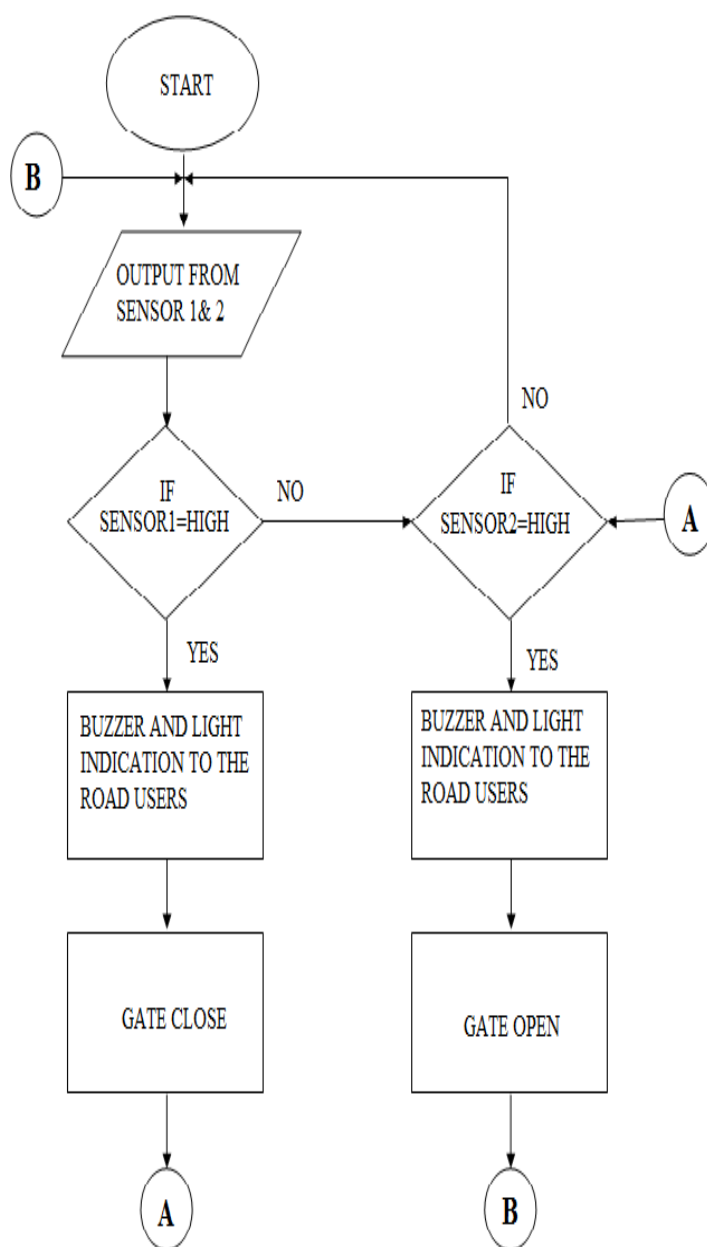 START
B
OUTPUT FROM
SENSOR 1& 2
NO
IF
SENSOR1=HIGH
NO
IF
SENSOR2=HIGH
A
YES
YES
BUZZER AND LIGHT
INDICATION TO THE
ROAD USERS
BUZZER AND LIGHT
INDICATION TO THE
ROAD USERS
GATE CLOSE
GATE OPEN
A
B